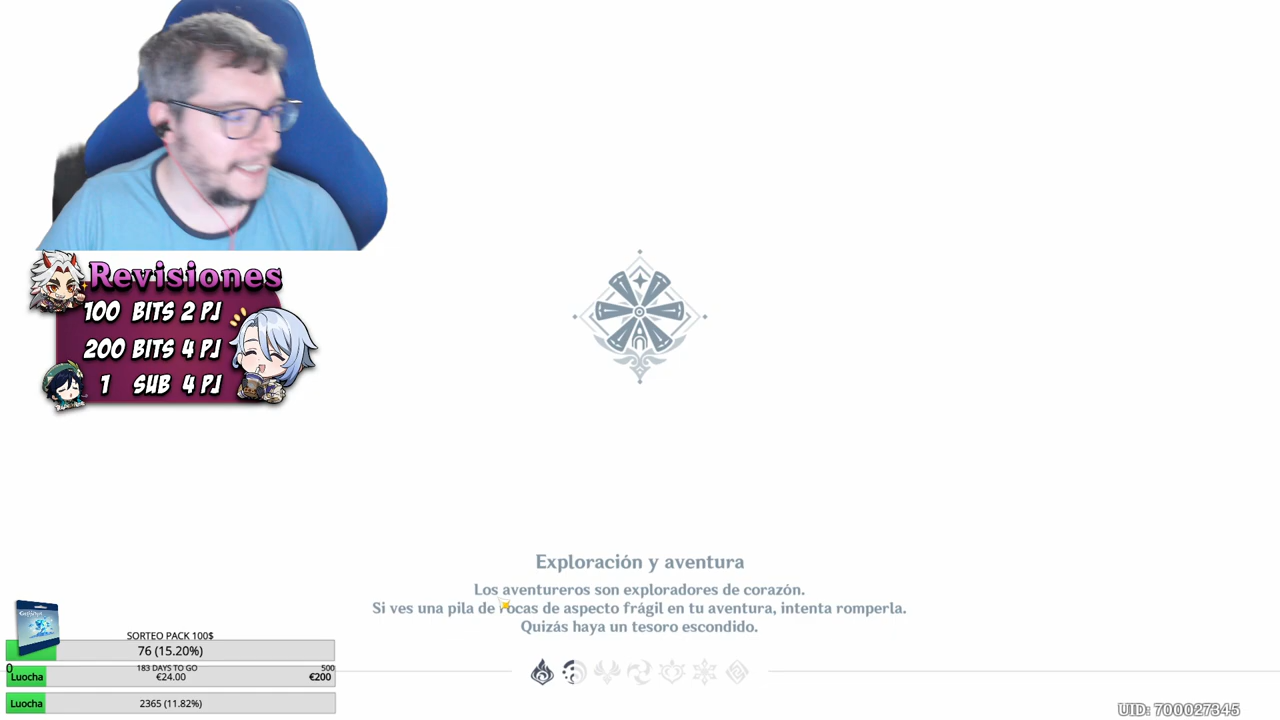 Revisiones
100 BITS 2 PJ
200 BITS 4 PJ
1 SUB 4 PJ
Exploración y aventura
Los aventureros son exploradores de corazón.
Si ves una pila de rocas de aspecto frágil en tu aventura, intenta romperla.
Quizás haya un tesoro escondido.
SORTEO PACK 100$
76 (15.20%)
0 183 DAYS TO GO 500
Luocha €24.00 €200
Luocha 2365 (11.82%)
UID: 700027345